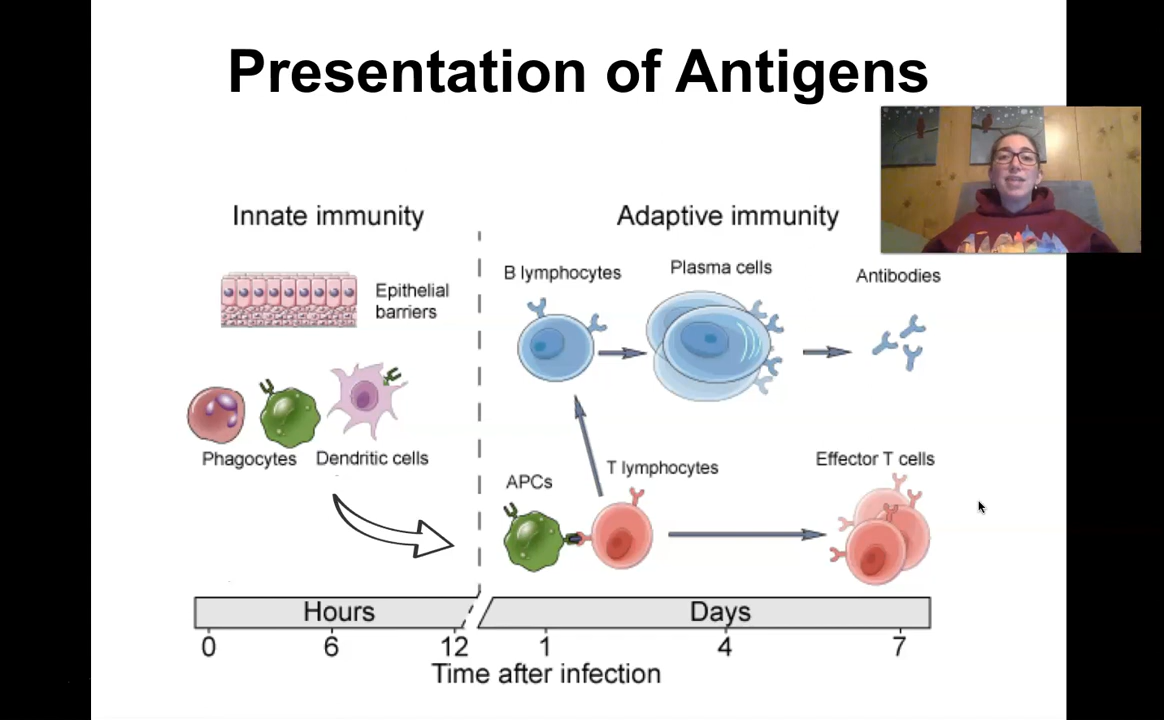 Presentation of Antigens
Innate immunity
Adaptive immunity
Epithelial
barriers
B lymphocytes
Plasma cells
Antibodies
Phagocytes
Dendritic cells
APCs
T lymphocytes
Effector T cells
Hours
Days
0
6
12
1
4
7
Time after infection